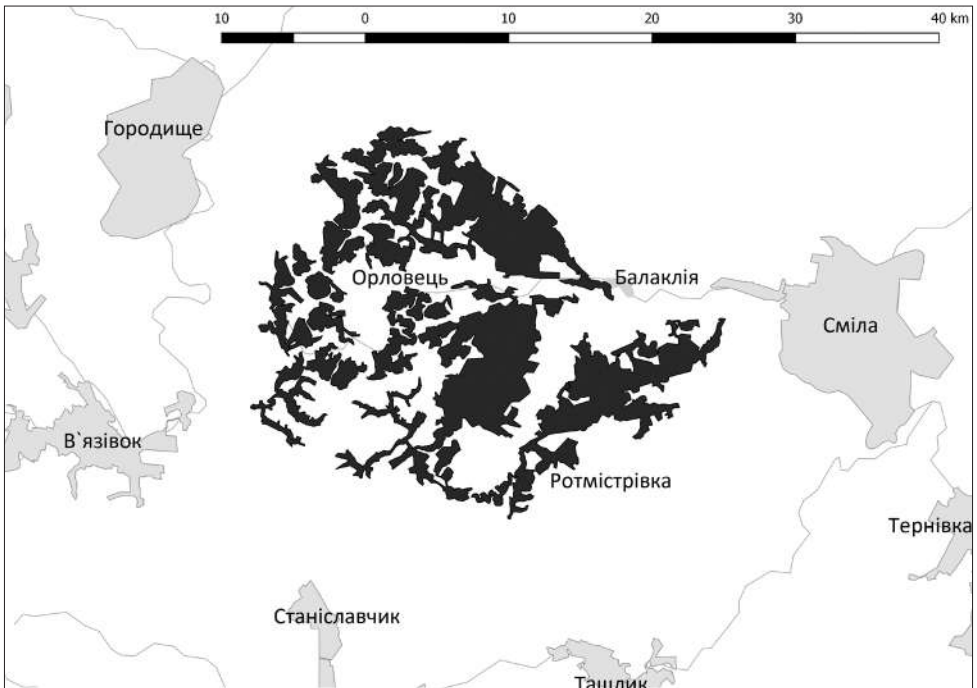 10 0 10 20 30 40 km
Городище
Орловець
Балаклія
Сміла
В`язівок
Ротмістрівка
Тернівка
Станіславчик
Ташлик